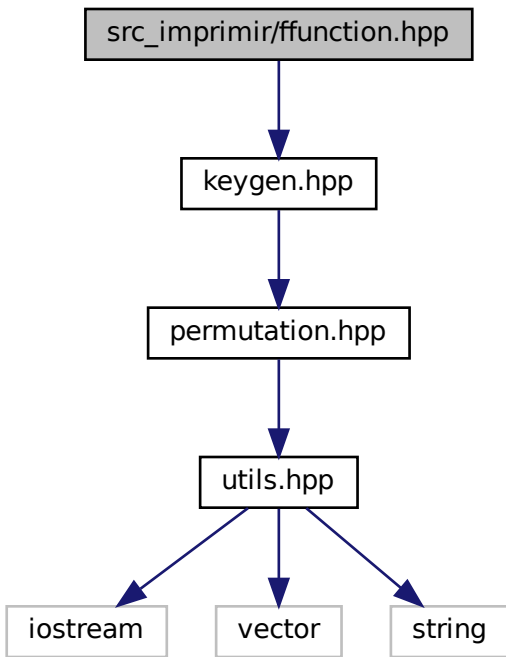 src_imprimir/ffunction.hpp
keygen.hpp
permutation.hpp
utils.hpp
iostream
vector
string